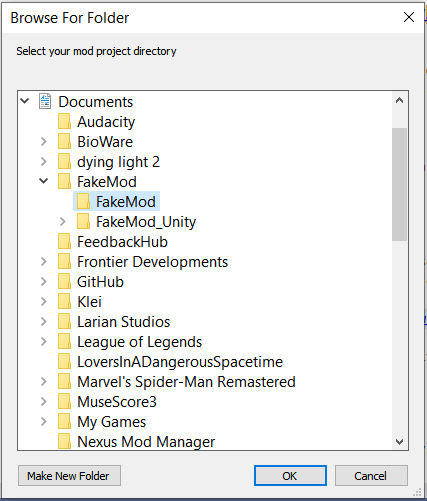 Browse For Folder
Select your mod project directory
Documents
Audacity
BioWare
dying light 2
FakeMod
FakeMod
FakeMod_Unity
FeedbackHub
Frontier Developments
GitHub
Klei
Larian Studios
League of Legends
LoversInADangerousSpacetime
Marvel's Spider-Man Remastered
MuseScore3
My Games
Nexus Mod Manager
Make New Folder OK Cancel